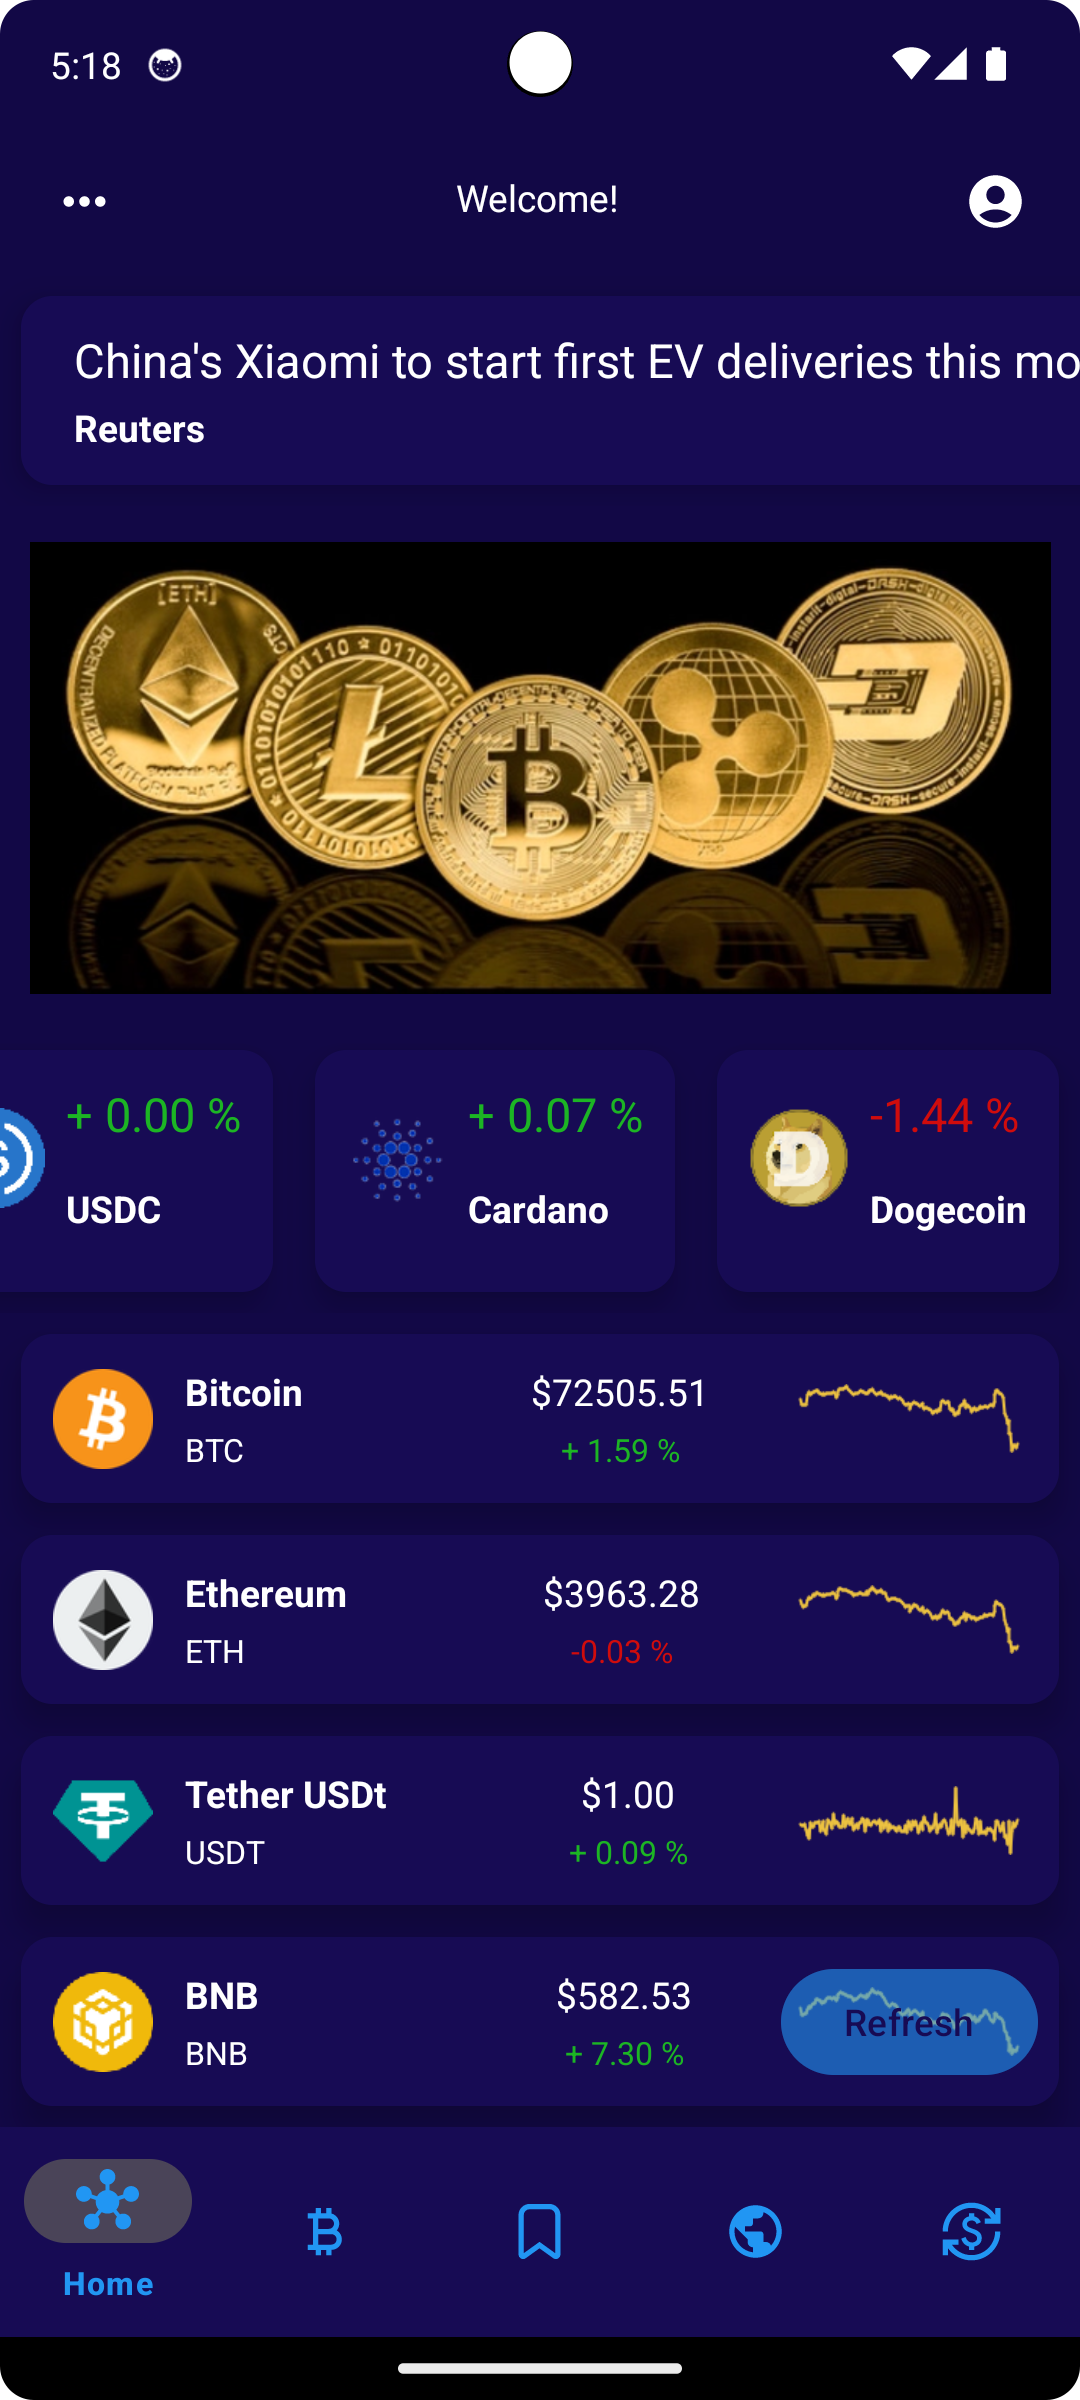 5:18
Welcome!
China's Xiaomi to start first EV deliveries this mo
Reuters
[ETH]
DECENTRALIZED
+ 0.00 %
USDC
+ 0.07 %
Cardano
-1.44 %
Dogecoin
Bitcoin
$72505.51
BTC
+ 1.59 %
Ethereum
$3963.28
ETH
-0.03 %
Tether USDt
$1.00
USDT
+ 0.09 %
BNB
$582.53
BNB
+ 7.30 %
Refresh
Home